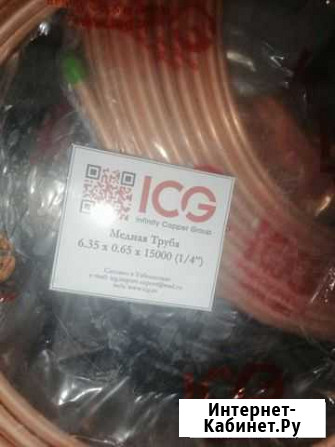 ICG
Infinity Copper Group
Медная Труба
6.35 x 0.65 x 15000 (1/4")
Сделано в Узбекистане
Интернет-
Кабинет.Ру